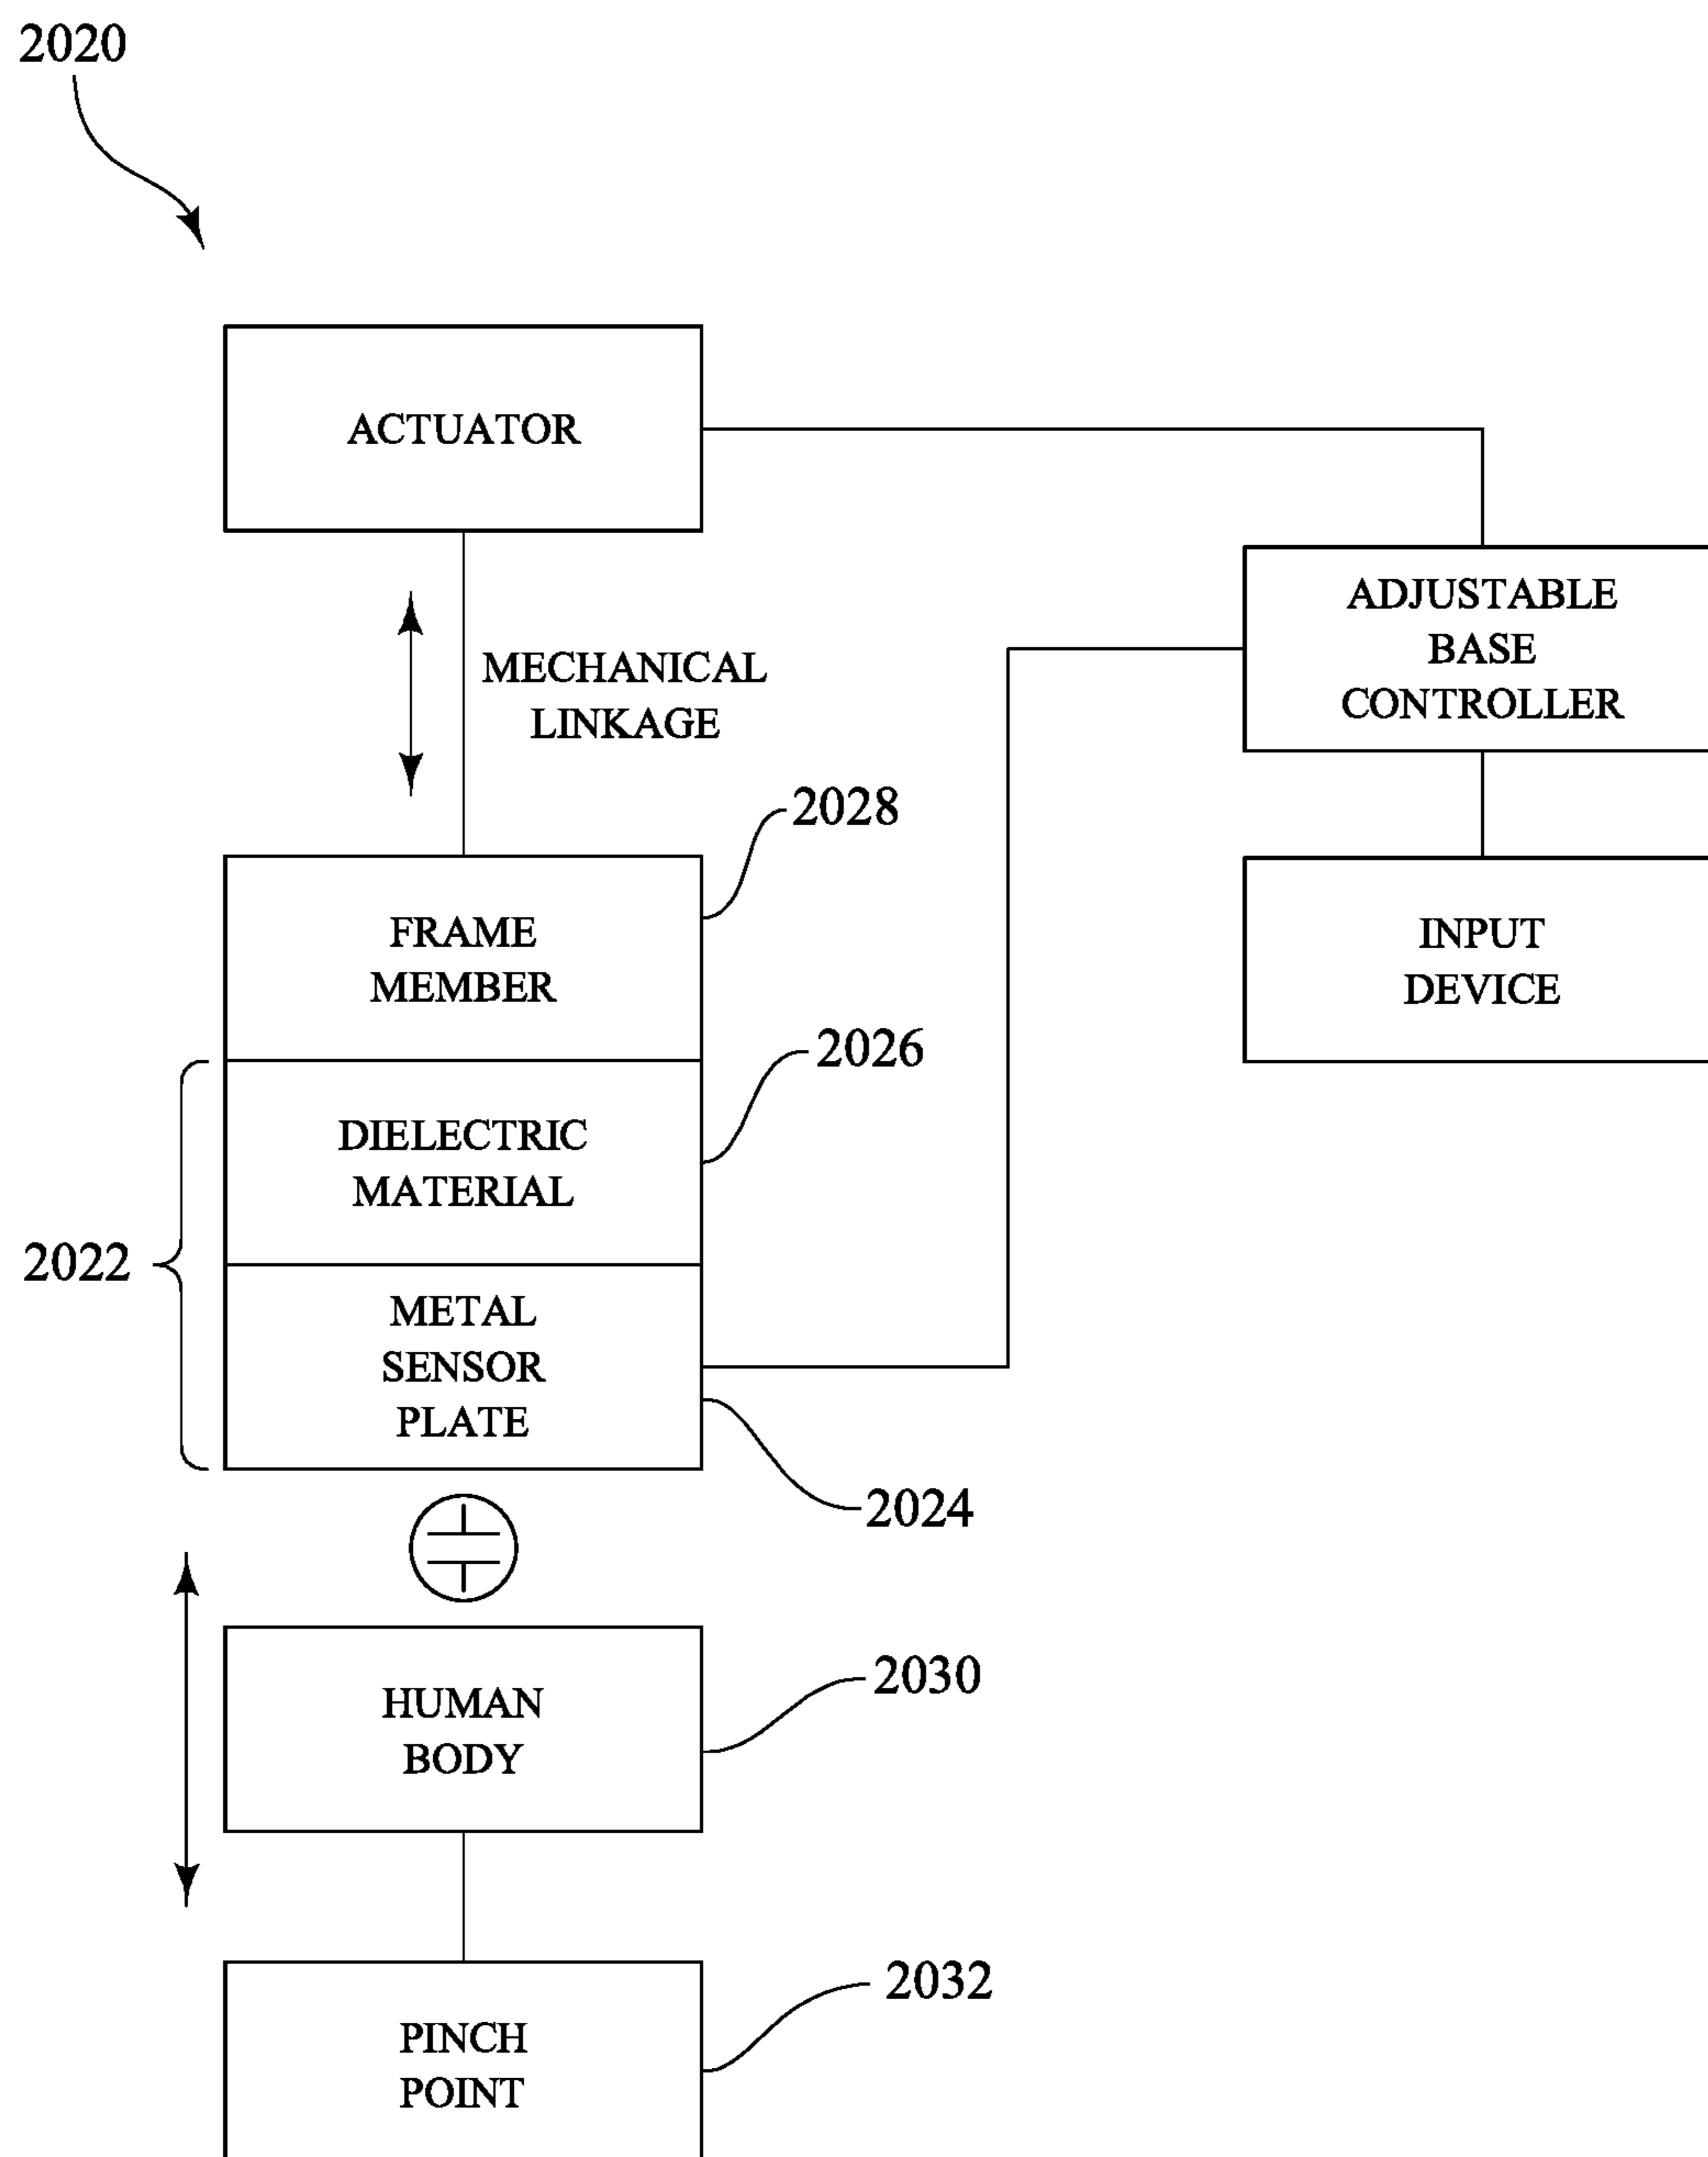 2020
ACTUATOR
ADJUSTABLE
BASE
CONTROLLER
MECHANICAL
LINKAGE
2028
FRAME
MEMBER
INPUT
DEVICE
2026
DIELECTRIC
MATERIAL
2022
METAL
SENSOR
PLATE
2024
HUMAN
BODY
2030
PINCH
POINT
2032